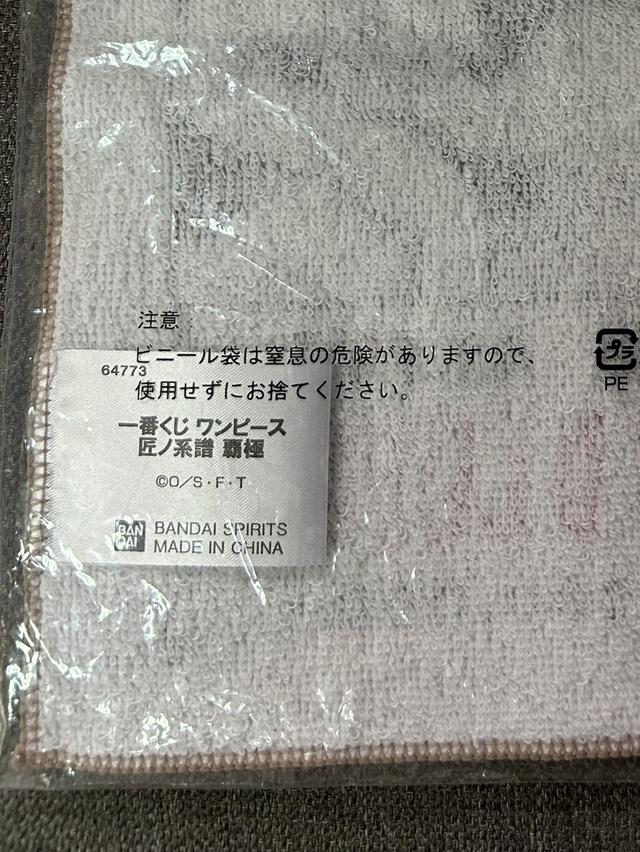 注意:
ビニール袋は窒息の危険がありますので、
使用せずにお捨てください。
プラ
PE
64773
一番くじ ワンピース
匠ノ系譜 覇極
©O/S・F・T
BAN
DAI
BANDAI SPIRITS
MADE IN CHINA